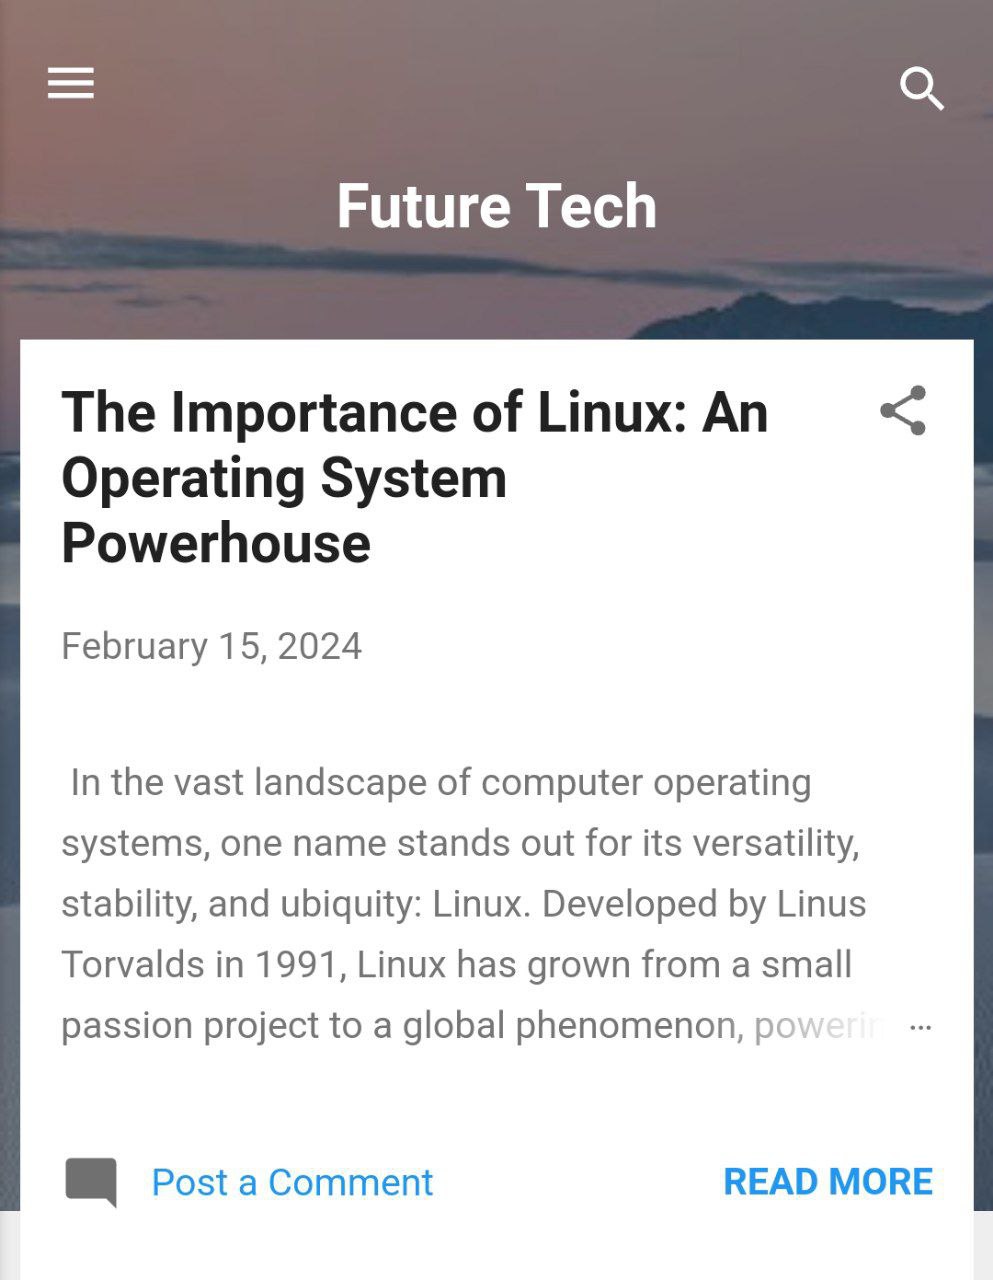 Future Tech
The Importance of Linux: An
Operating System
Powerhouse
February 15, 2024
In the vast landscape of computer operating
systems, one name stands out for its versatility,
stability, and ubiquity: Linux. Developed by Linus
Torvalds in 1991, Linux has grown from a small
passion project to a global phenomenon, powerin ...
Post a Comment
READ MORE